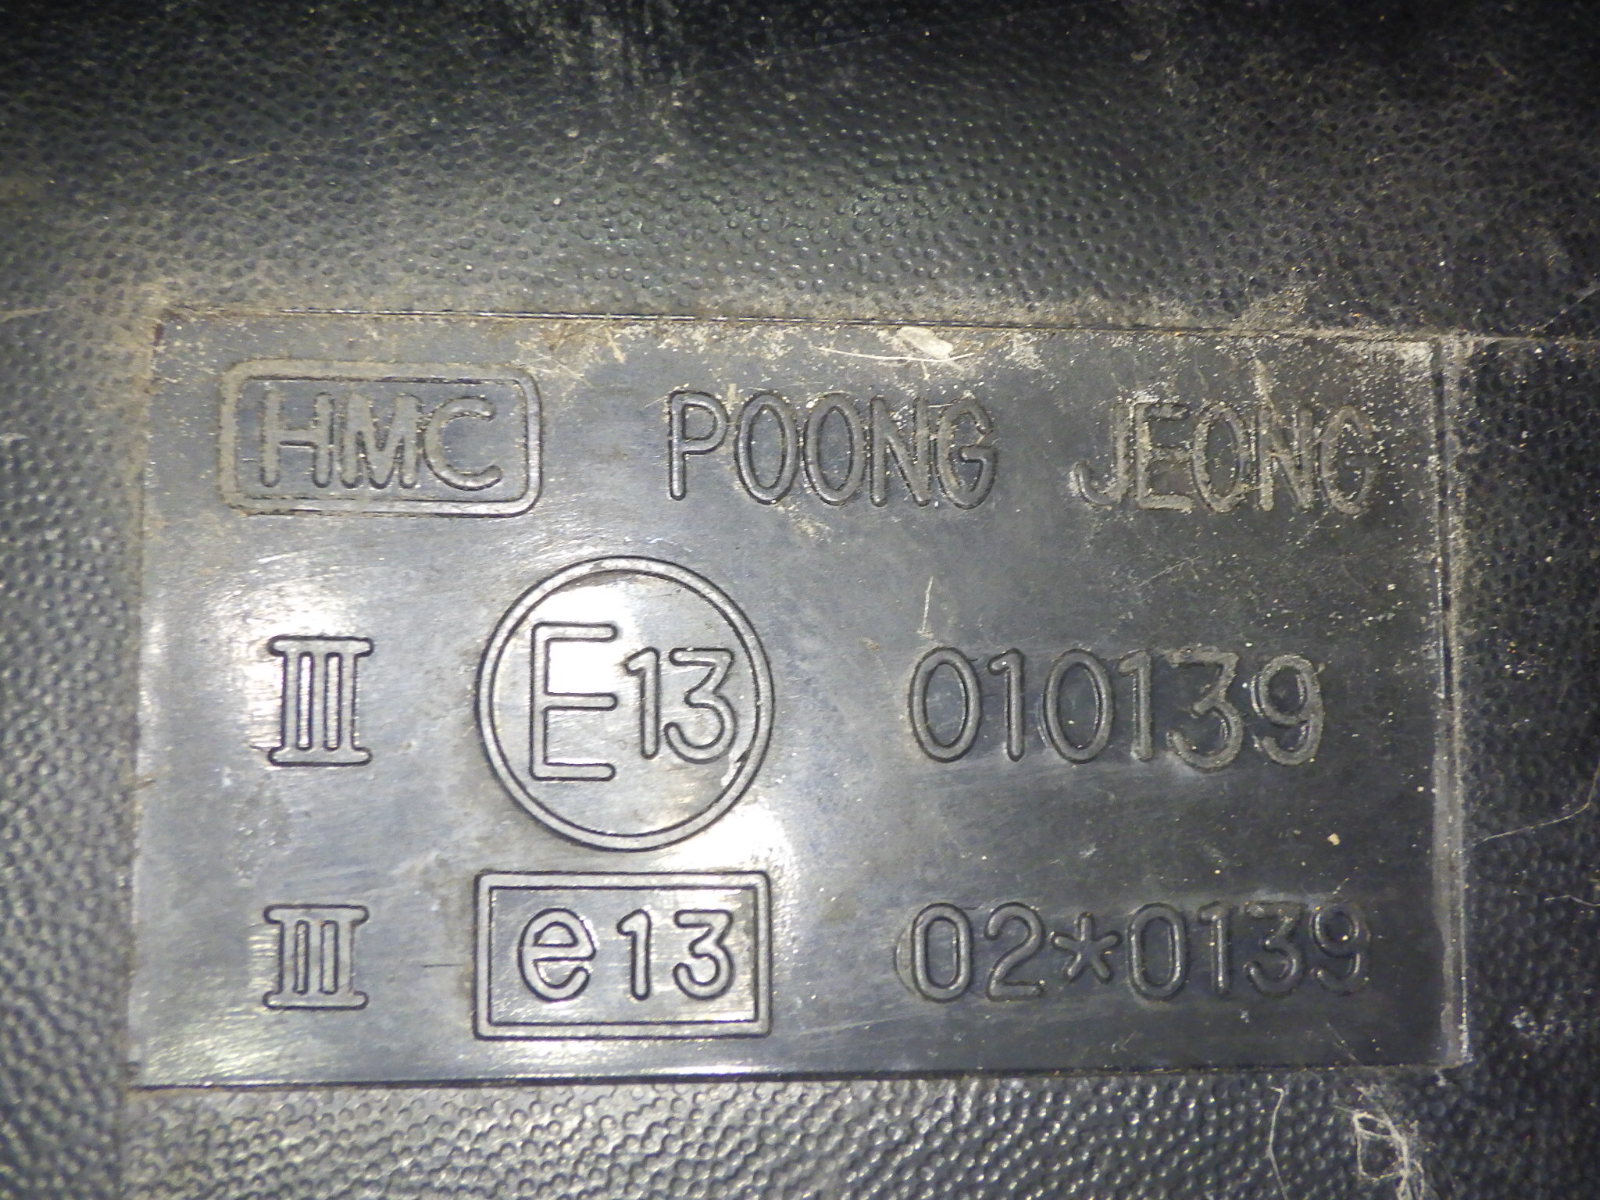 HMC POONG JEONG
III E13 010139
III e13 02*0139